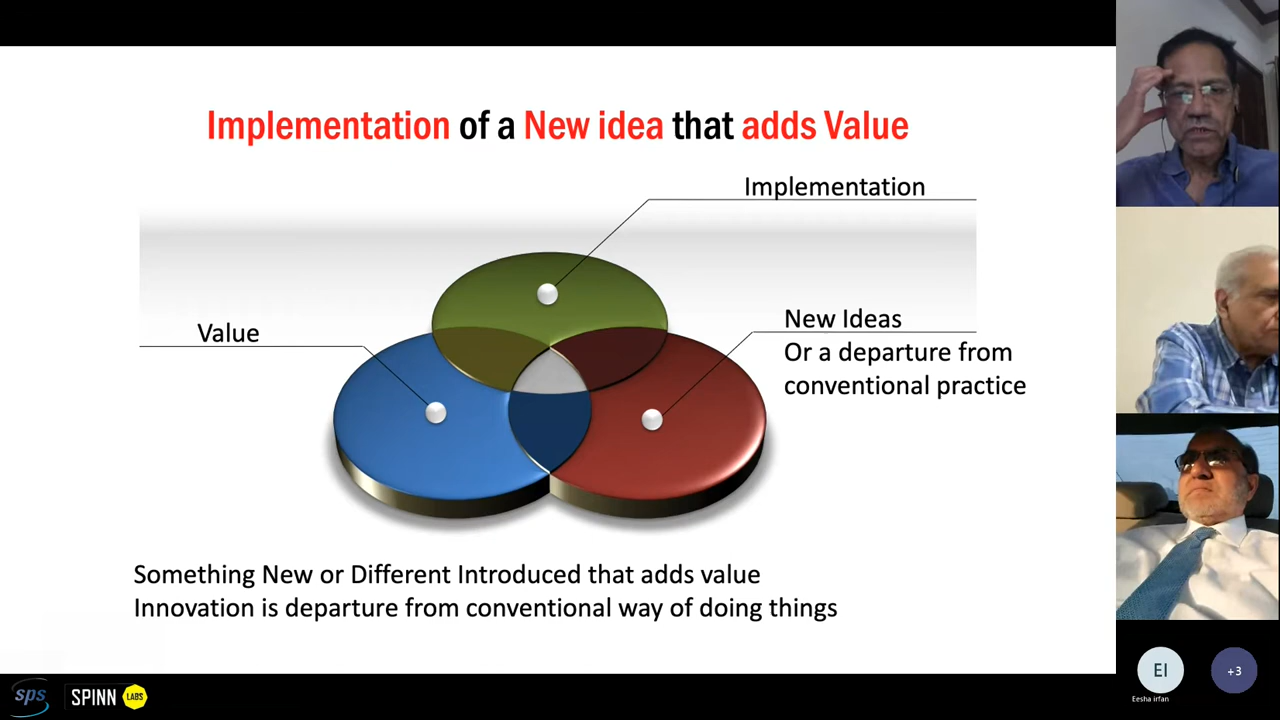 Implementation of a New idea that adds Value
Implementation
Value
New Ideas
Or a departure from
conventional practice
Something New or Different Introduced that adds value
Innovation is departure from conventional way of doing things
sps
SPINN LABS
EI
Eesha irfan
+3